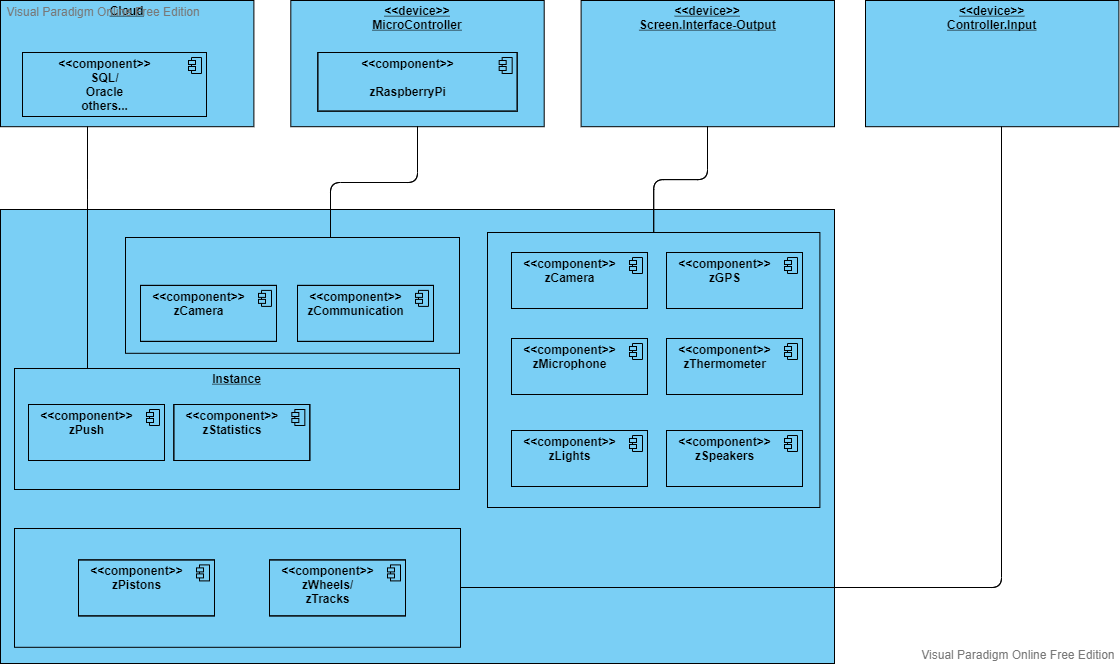 Visual Paradigm Online Free Edition
Cloud
<<component>>
SQL/
Oracle
others...
<<device>>
MicroController
<<component>>
zRaspberryPi
<<device>>
Screen.Interface-Output
<<device>>
Controller.Input
<<component>>
zCamera
<<component>>
zCommunication
<<component>>
zCamera
<<component>>
zGPS
<<component>>
zMicrophone
<<component>>
zThermometer
<<component>>
zLights
<<component>>
zSpeakers
Instance
<<component>>
zPush
<<component>>
zStatistics
<<component>>
zPistons
<<component>>
zWheels/
zTracks
Visual Paradigm Online Free Edition